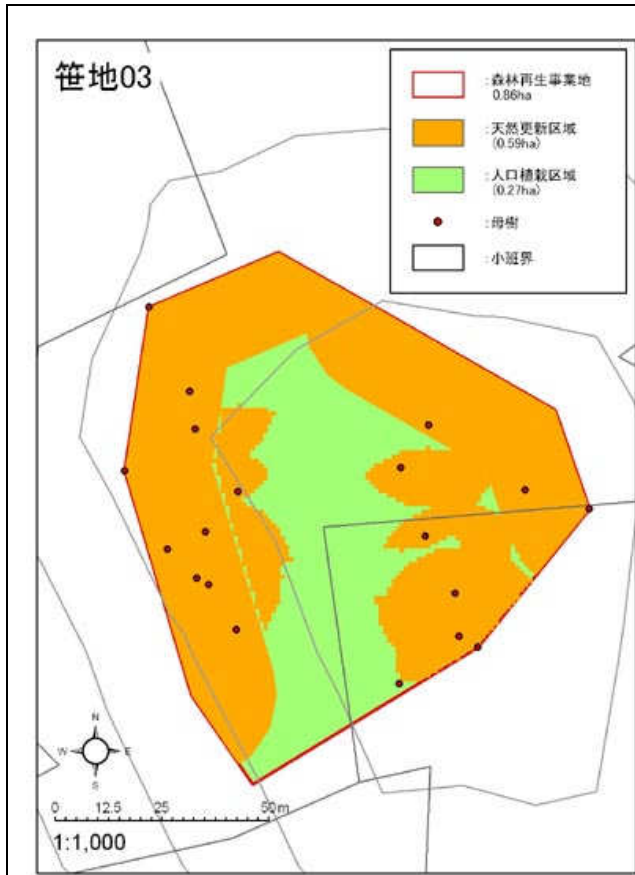 笹地03
:森林再生事業地
0.86ha
:天然更新区域
(0.59ha)
:人口植栽区域
(0.27ha)
:母樹
:小班界
N
W E
S
0 12.5 25 50m
1:1,000